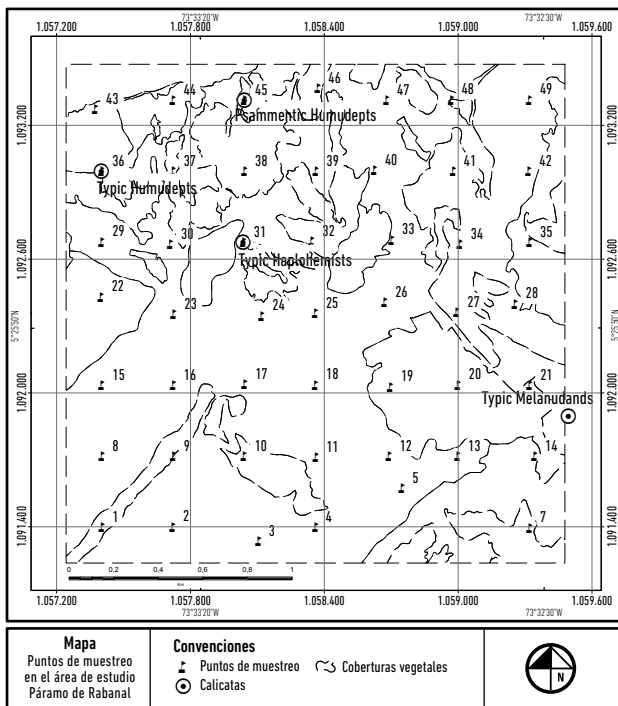 73°33'20"W 73°32'30"W
1.057.200 1.057.800 1.058.400 1.059.000 1.059.600
43 44 45 46 47 48 49
Psammentic Humudepts
1.093.200 1.093.200
36 37 38 39 40 41 42
Typic Humudepts
29 30 31 32 33 34 35
Typic Haplohemists
1.092.600 1.092.600
22 23 24 25 26 27 28
5°25'50"N 5°25'50"N
15 16 17 18 19 20 21
1.092.000 1.092.000
Typic Melanudands
8 9 10 11 12 13 14
5
1 2 3 4 7
1.091.400 1.091.400
0 0,2 0,4 0,6 0,8 1
Km
1.057.200 1.057.800 1.058.400 1.059.000 1.059.600
73°33'20"W 73°32'30"W
Mapa
Puntos de muestreo
en el área de estudio
Páramo de Rabanal
Convenciones
Puntos de muestreo Coberturas vegetales
Calicatas
N